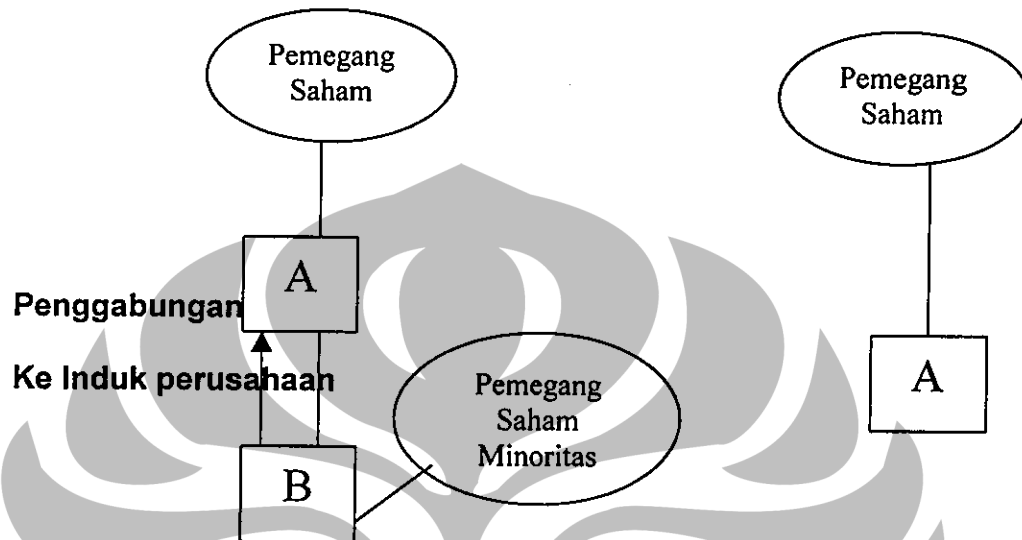 Pemegang
Saham
A
Penggabungan
Ke Induk perusahaan
B
Pemegang
Saham
Minoritas
Pemegang
Saham
A